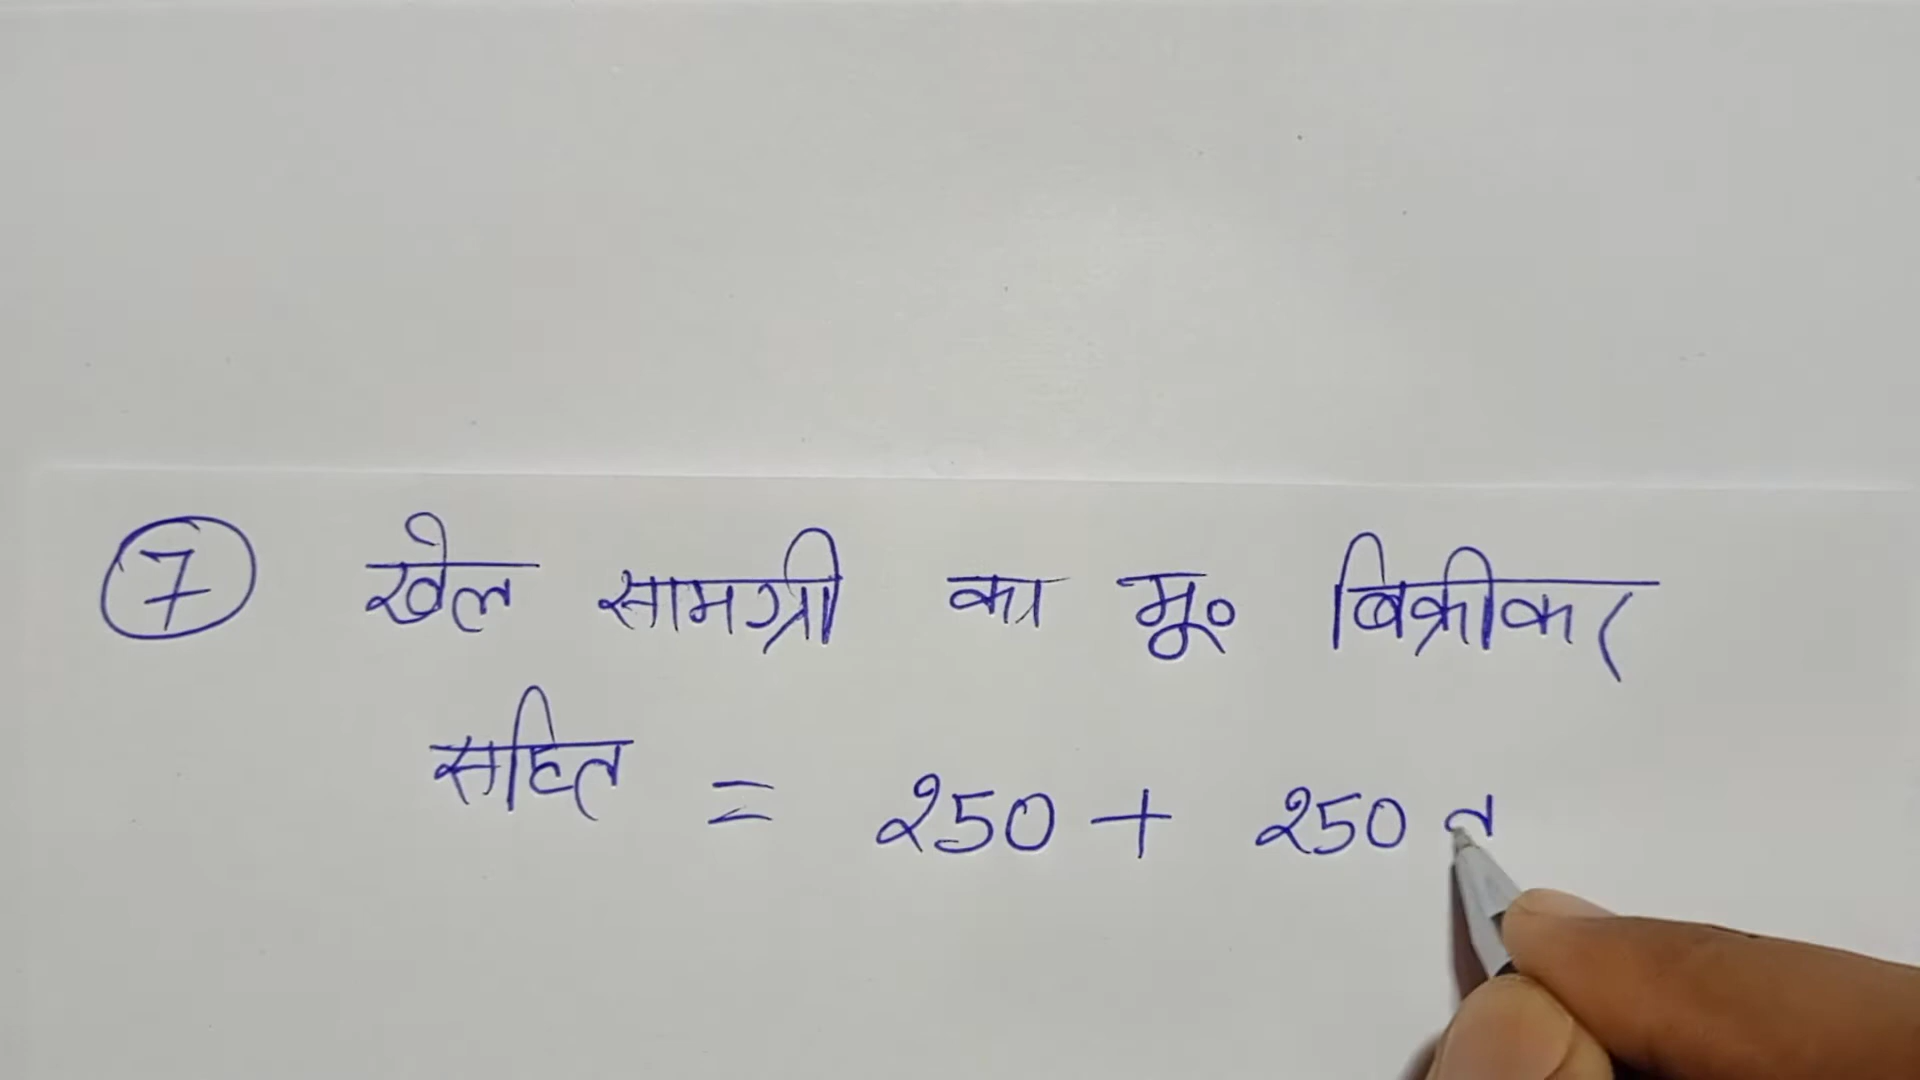 7 खेल सामग्री का मू० बिक्रीकर
सहित = 250 + 250